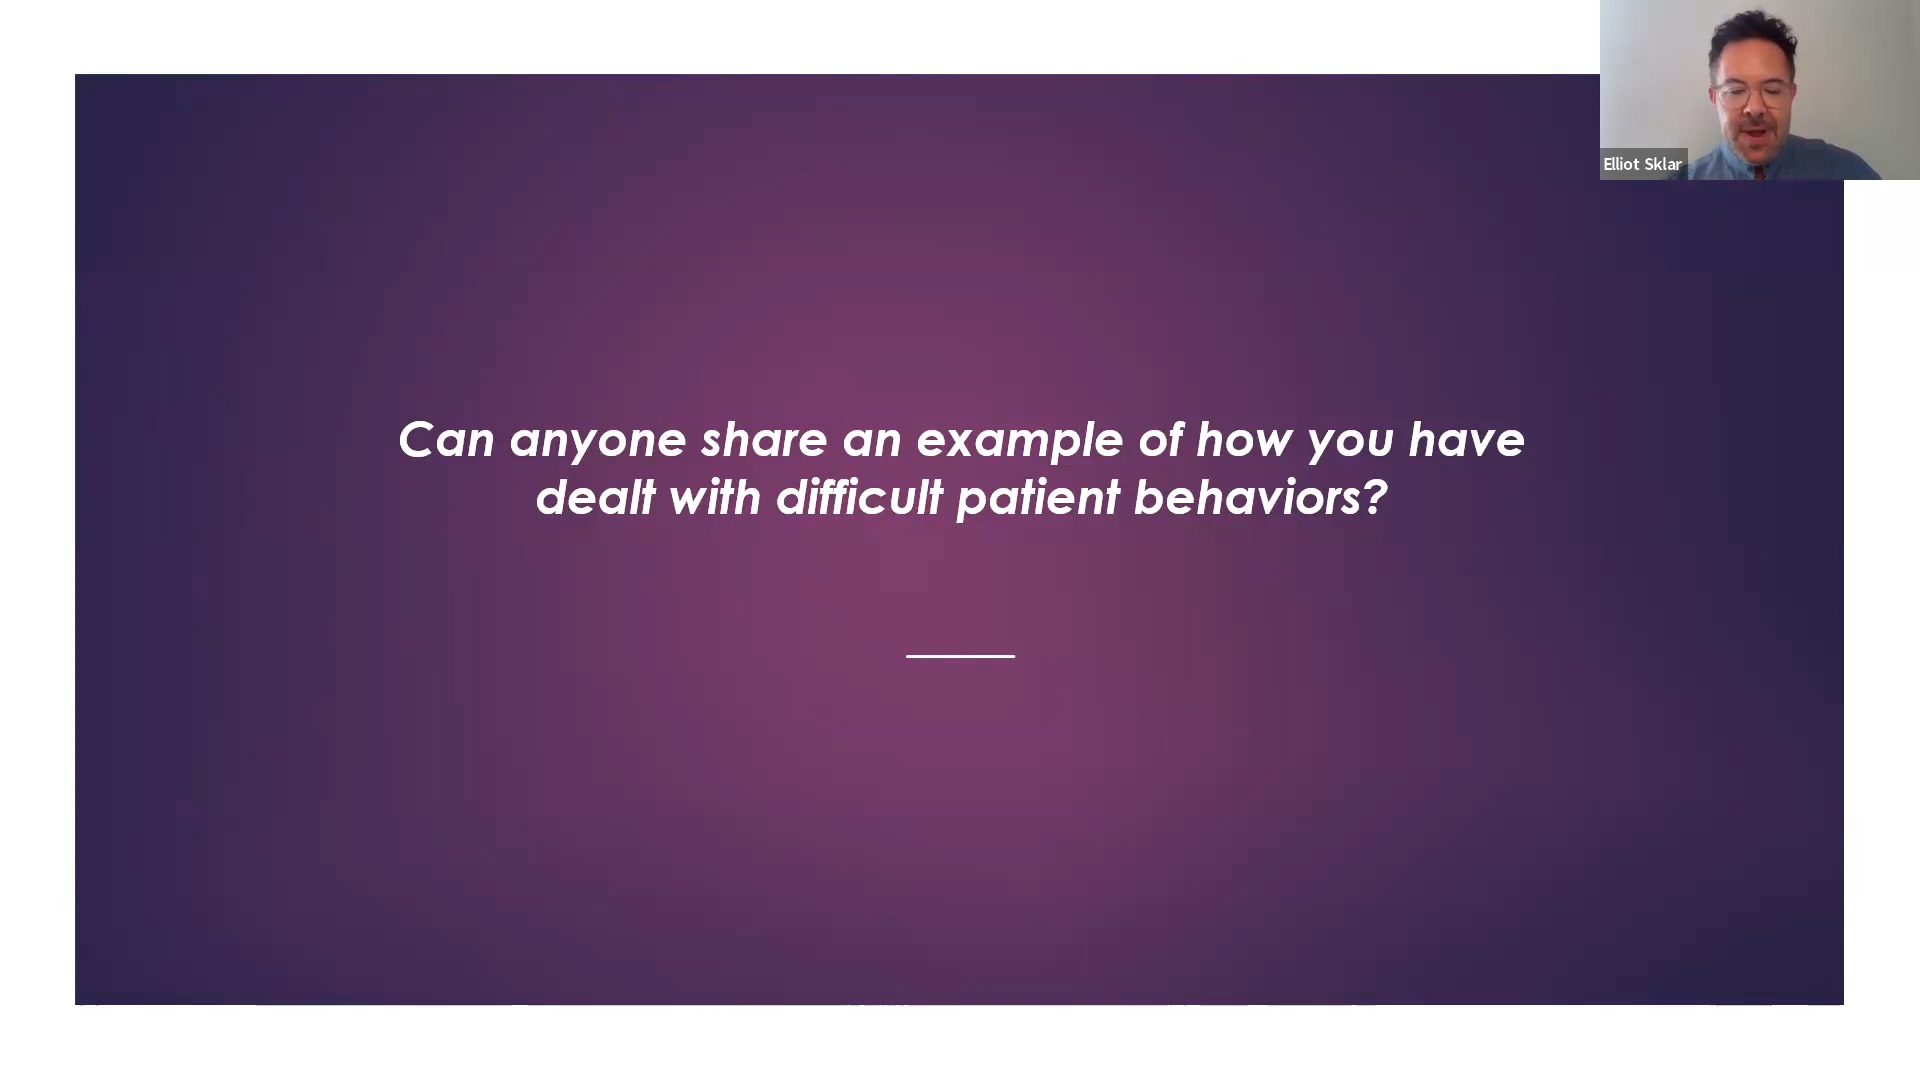 Elliot Sklar
Can anyone share an example of how you have
dealt with difficult patient behaviors?